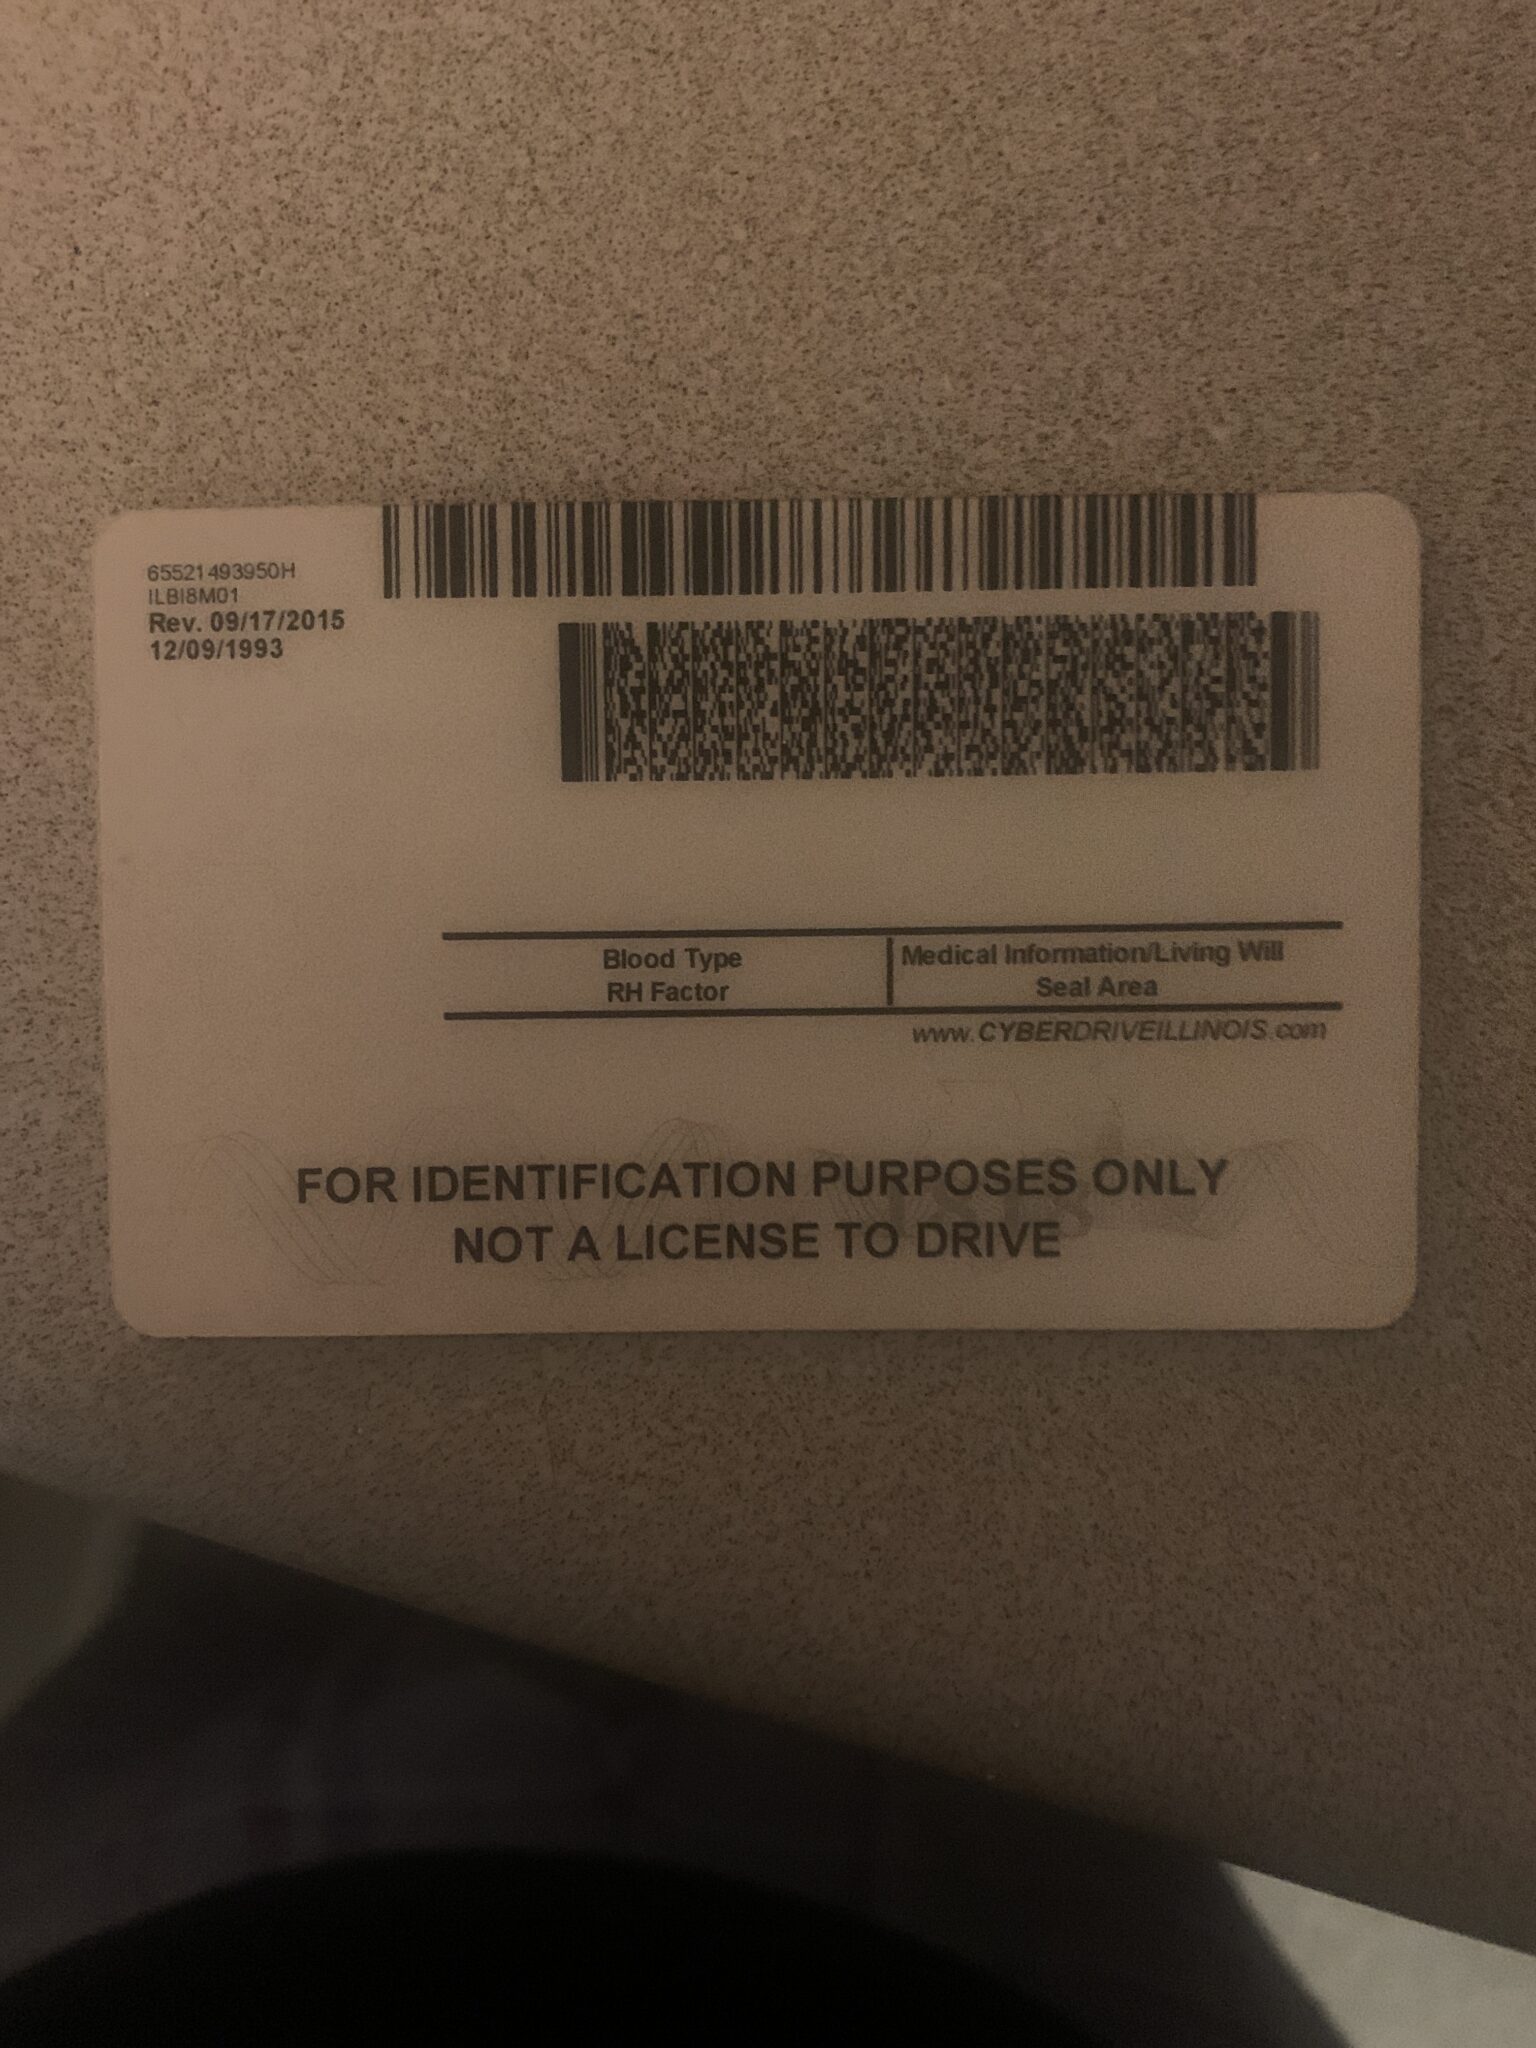 65521493950H
ILBI8M01
Rev. 09/17/2015
12/09/1993
Blood Type
RH Factor
Medical Information/Living Will
Seal Area
www.CYBERDRIVEILLINOIS.com
FOR IDENTIFICATION PURPOSES ONLY
NOT A LICENSE TO DRIVE